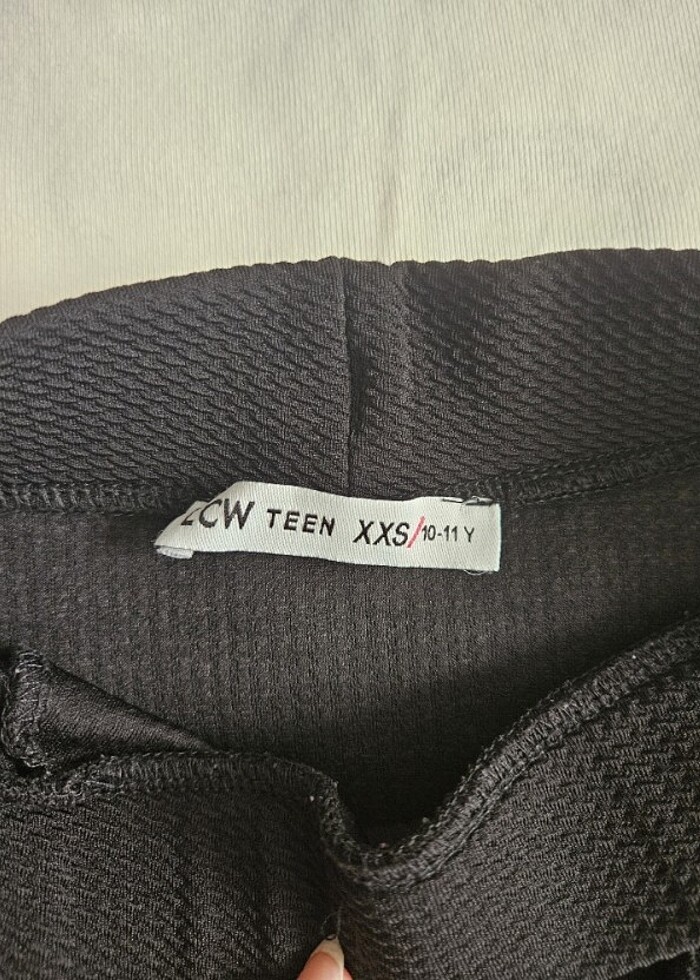 LCW TEEN XXS/10-11 Y